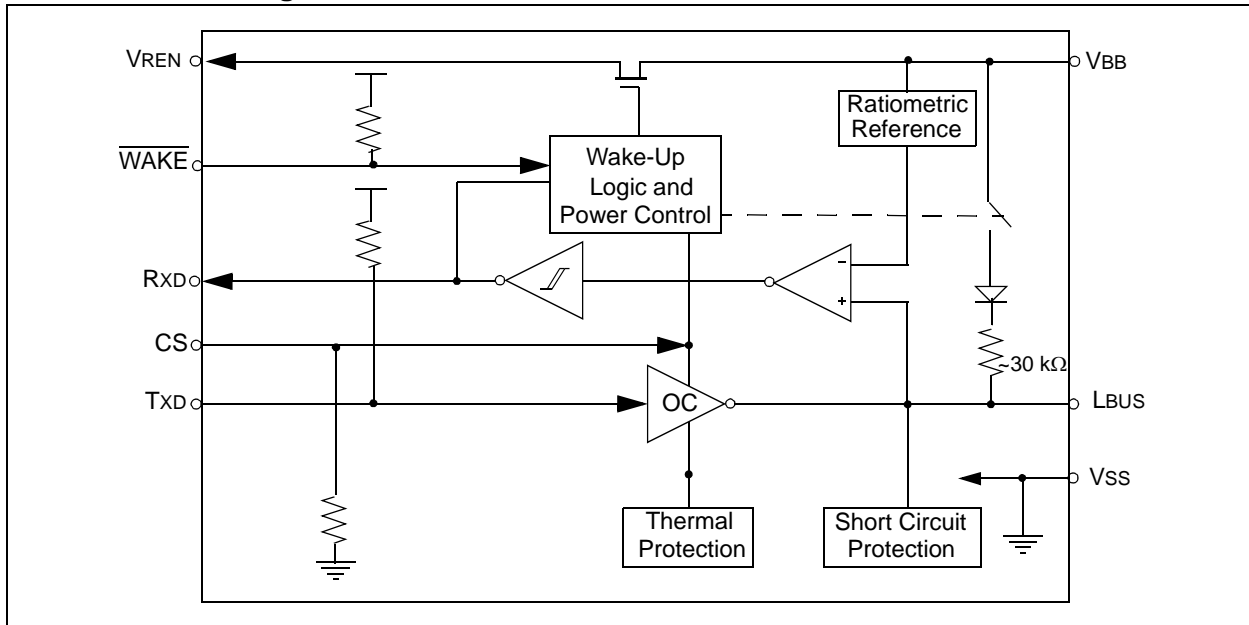 VREN
VBB
Ratiometric
Reference
WAKE
Wake-Up
Logic and
Power Control
RXD
-
+
CS
~30 kΩ
TXD
OC
LBUS
VSS
Thermal
Protection
Short Circuit
Protection